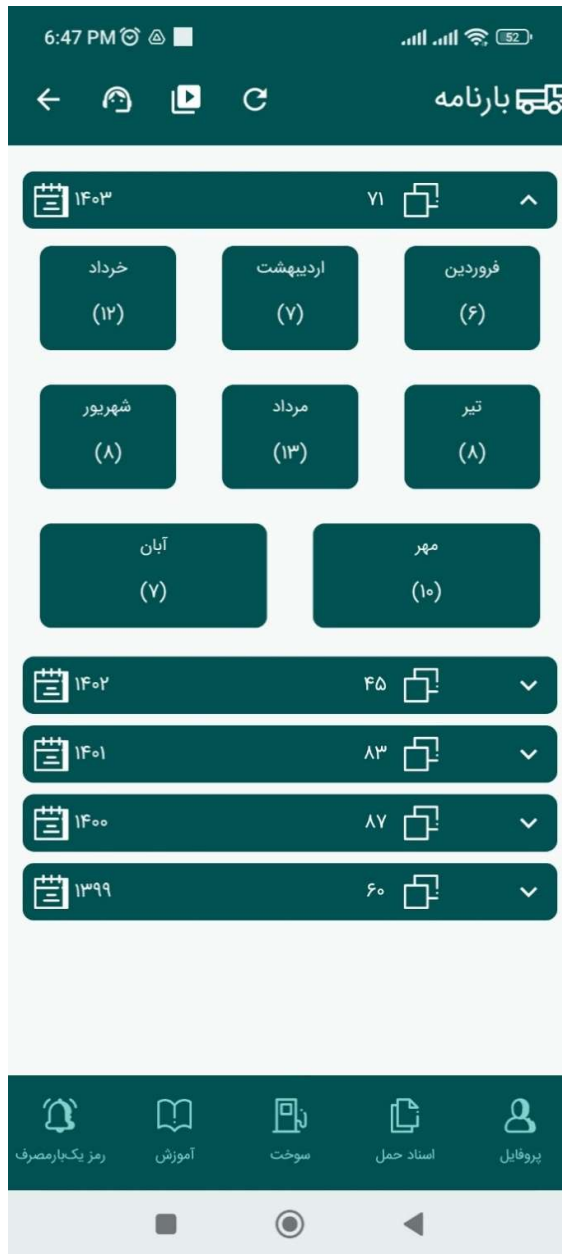 6:47 PM 52
بارنامه
۱۴۰۳ ۷۱
فروردین اردیبهشت خرداد
(۶) (۷) (۱۲)
تیر مرداد شهریور
(۸) (۱۳) (۸)
مهر آبان
(۱۰) (۷)
۱۴۰۲ ۴۵
۱۴۰۱ ۸۳
۱۴۰۰ ۸۷
۱۳۹۹ ۶۰
پروفایل اسناد حمل سوخت آموزش رمز یک‌بارمصرف